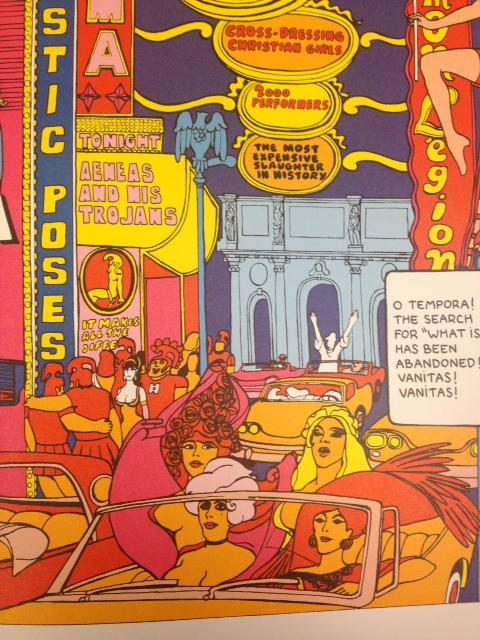 STIC POSES
MA
TONIGHT
AENEAS
AND HIS
TROJANS
IT MAKES
ALL THE
CROSS-DRESSING
CHRISTIAN GIRLS
2000
PERFORMERS
THE MOST
EXPENSIVE
SLAUGHTER
IN HISTORY
Legion
O TEMPORA!
THE SEARCH
FOR "WHAT IS
HAS BEEN
ABANDONED!
VANITAS!
VANITAS!